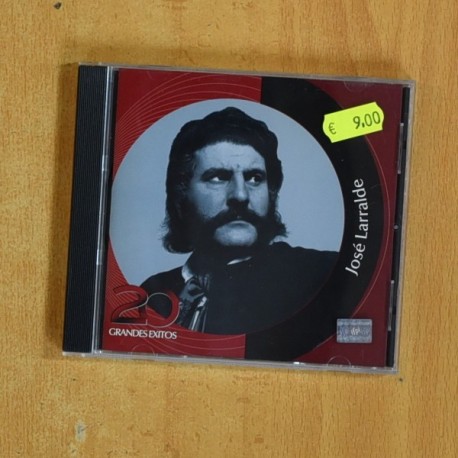 € 9,00
José Larralde
20
GRANDES EXITOS